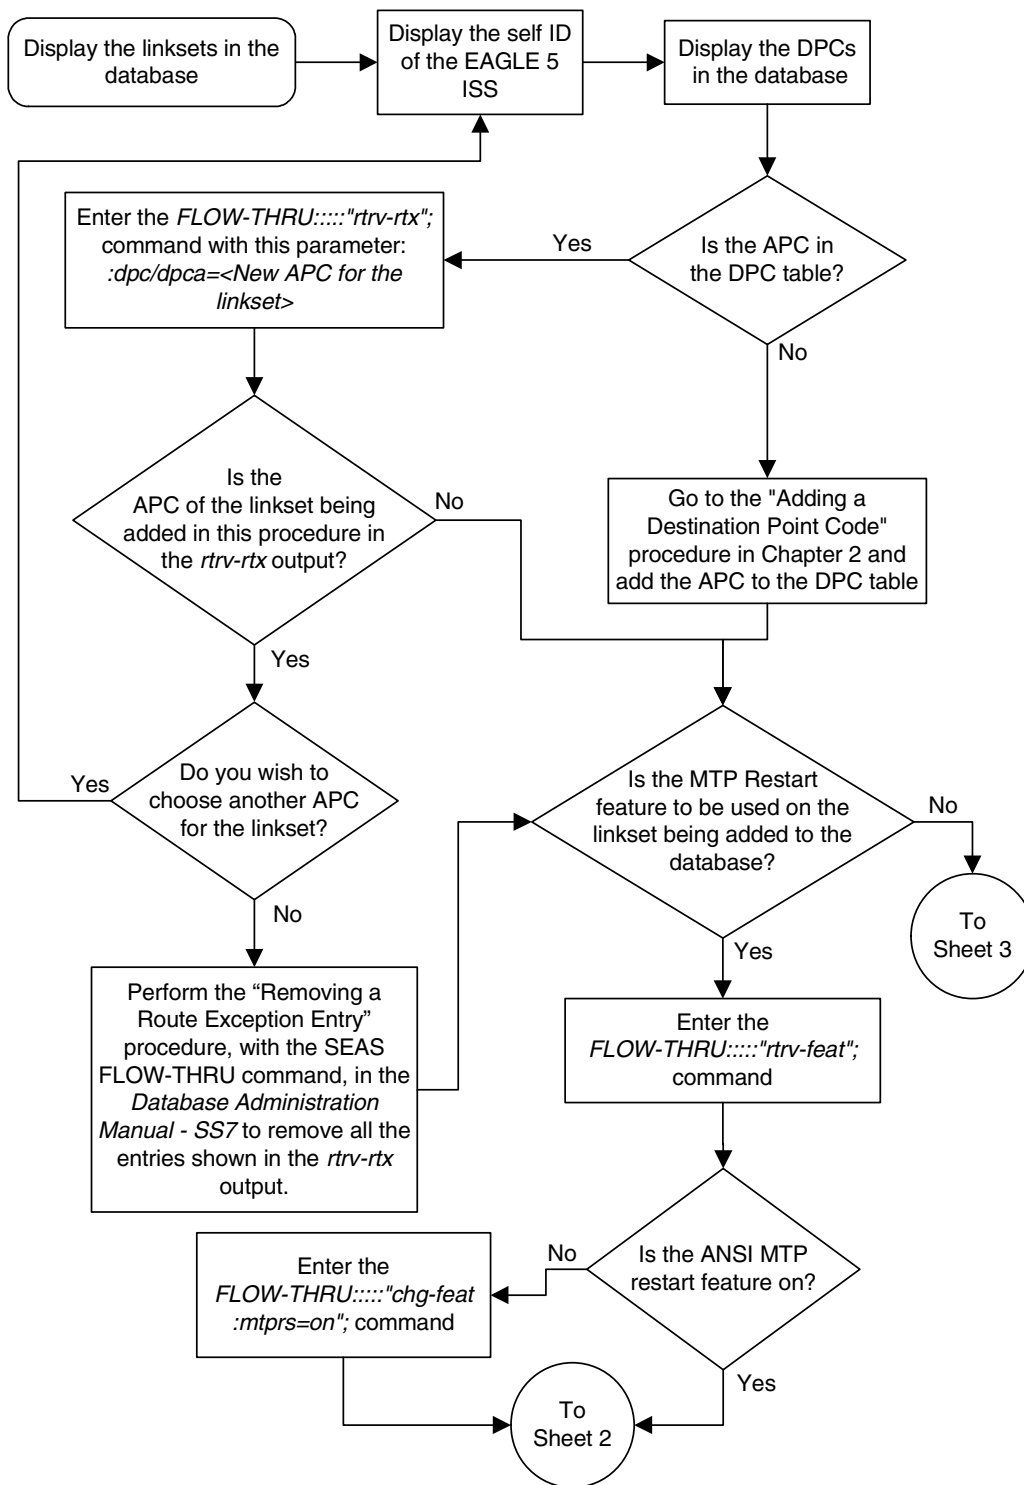 Display the linksets in the
database
Display the self ID
of the EAGLE 5
ISS
Display the DPCs
in the database
Is the APC in
the DPC table?
Yes
No
Enter the FLOW-THRU:::::"rtrv-rtx";
command with this parameter:
:dpc/dpca=<New APC for the
linkset>
Is the
APC of the linkset being
added in this procedure in
the rtrv-rtx output?
No
Yes
Go to the "Adding a
Destination Point Code"
procedure in Chapter 2 and
add the APC to the DPC table
Do you wish to
choose another APC
for the linkset?
Yes
No
Is the MTP Restart
feature to be used on the
linkset being added to the
database?
No
Yes
To
Sheet 3
Perform the “Removing a
Route Exception Entry”
procedure, with the SEAS
FLOW-THRU command, in the
Database Administration
Manual - SS7 to remove all the
entries shown in the rtrv-rtx
output.
Enter the
FLOW-THRU:::::"rtrv-feat";
command
Is the ANSI MTP
restart feature on?
No
Yes
Enter the
FLOW-THRU:::::"chg-feat
:mtprs=on"; command
To
Sheet 2